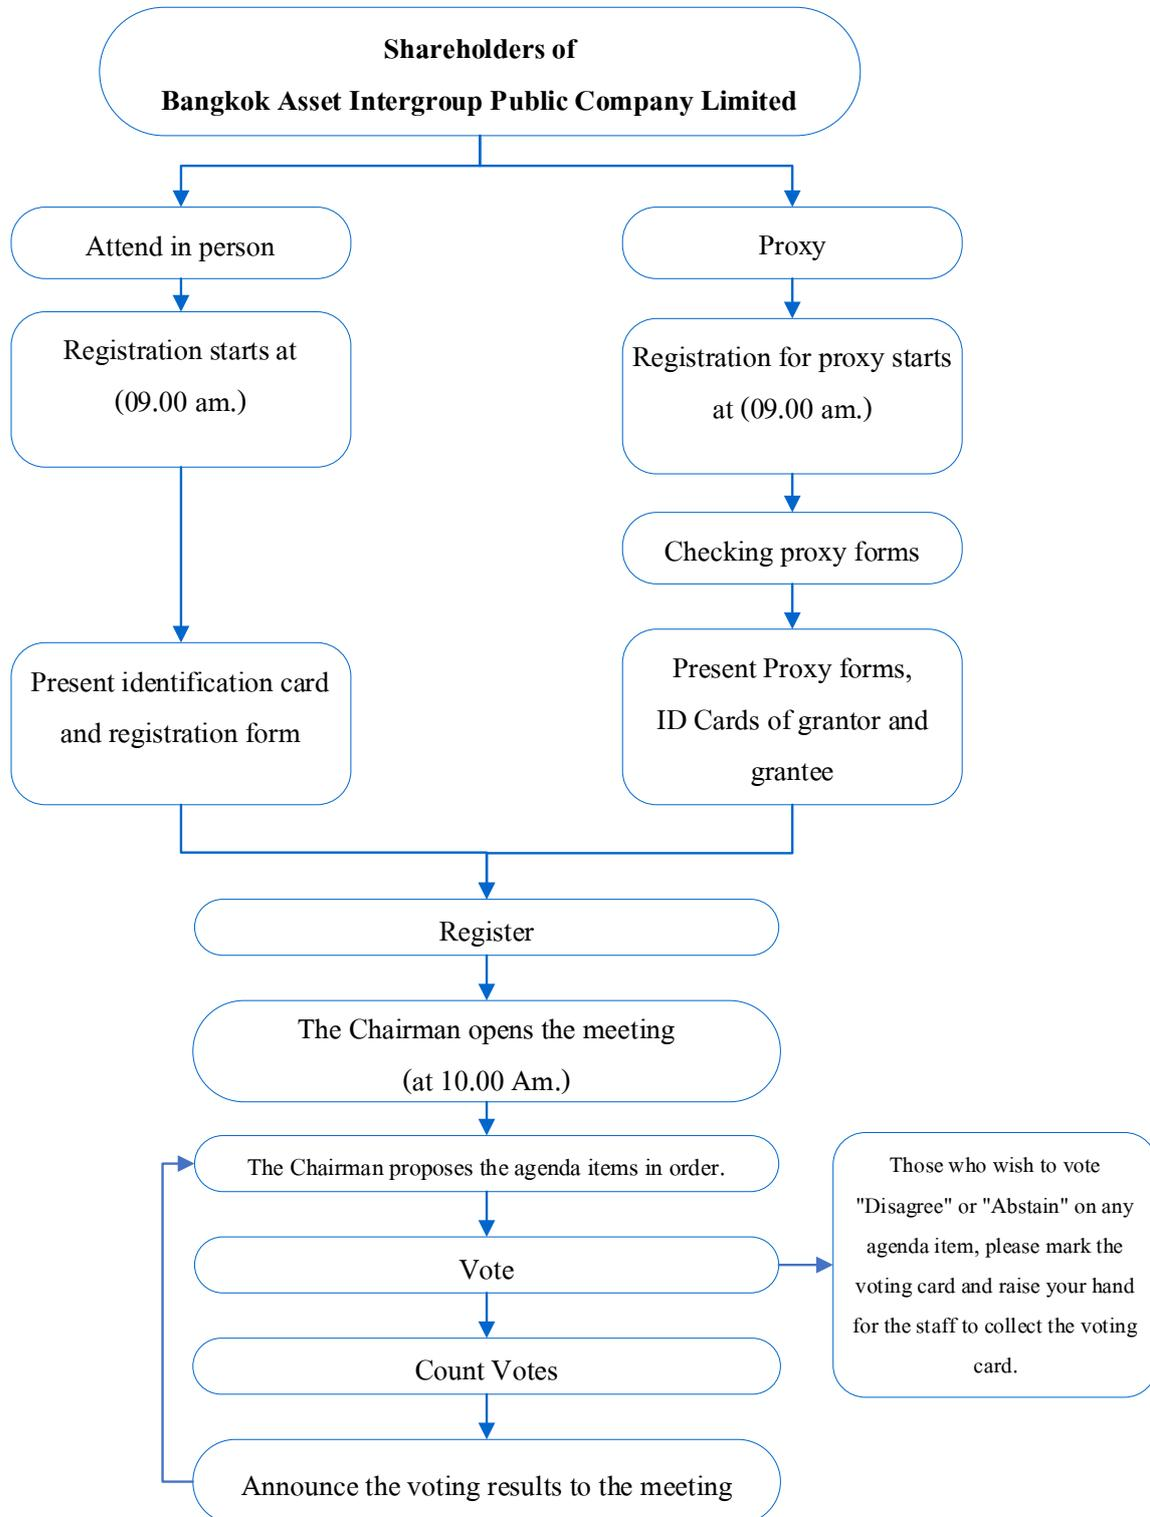 Shareholders of
Bangkok Asset Intergroup Public Company Limited
Attend in person
Proxy
Registration starts at
(09.00 am.)
Registration for proxy starts
at (09.00 am.)
Checking proxy forms
Present identification card
and registration form
Present Proxy forms,
ID Cards of grantor and
grantee
Register
The Chairman opens the meeting
(at 10.00 Am.)
The Chairman proposes the agenda items in order.
Vote
Those who wish to vote
"Disagree" or "Abstain" on any
agenda item, please mark the
voting card and raise your hand
for the staff to collect the voting
card.
Count Votes
Announce the voting results to the meeting